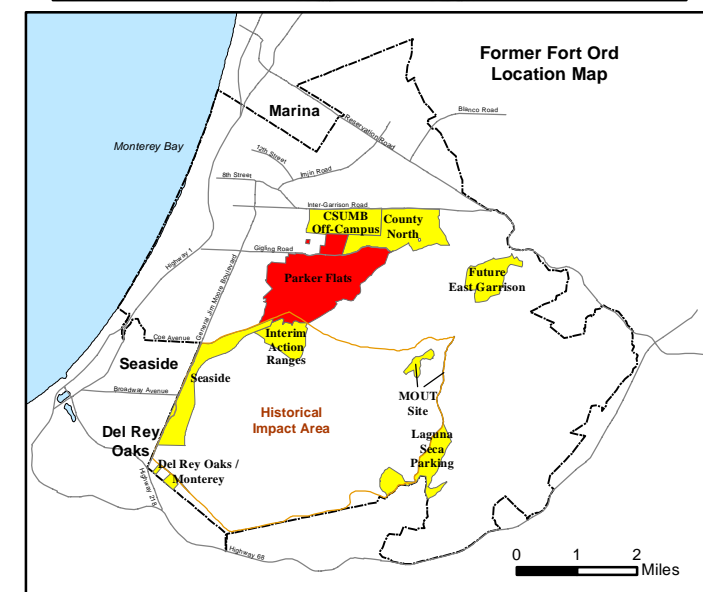 Former Fort Ord
Location Map
Marina
Blanco Road
Reservation Road
Monterey Bay
12th Street
Imjin Road
8th Street
Inter-Garrison Road
CSUMB
Off-Campus
County
North
Gigling Road
Highway 1
General Jim Moore Boulevard
Parker Flats
Future
East Garrison
Coe Avenue
Interim
Action
Ranges
Seaside
Seaside
Broadway Avenue
MOUT
Site
Historical
Impact Area
Del Rey
Oaks
Laguna
Seca
Parking
Del Rey Oaks /
Monterey
Highway 218
Highway 68
0 1 2
Miles